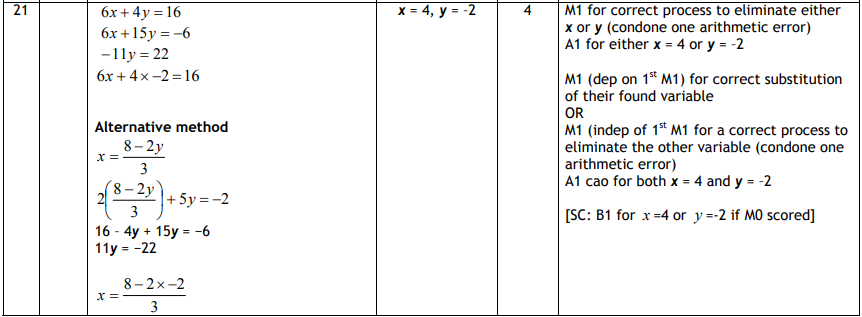 21
6x + 4y = 16
6x + 15y = −6
−11y = 22
6x + 4 × −2 = 16
Alternative method
x = (8 − 2y)/3
2((8 − 2y)/3) + 5y = −2
16 - 4y + 15y = −6
11y = −22
x = (8 − 2 × −2)/3
x = 4, y = -2
4
M1 for correct process to eliminate either
x or y (condone one arithmetic error)
A1 for either x = 4 or y = -2
M1 (dep on 1st M1) for correct substitution
of their found variable
OR
M1 (indep of 1st M1 for a correct process to
eliminate the other variable (condone one
arithmetic error)
A1 cao for both x = 4 and y = -2
[SC: B1 for x =4 or y =-2 if M0 scored]